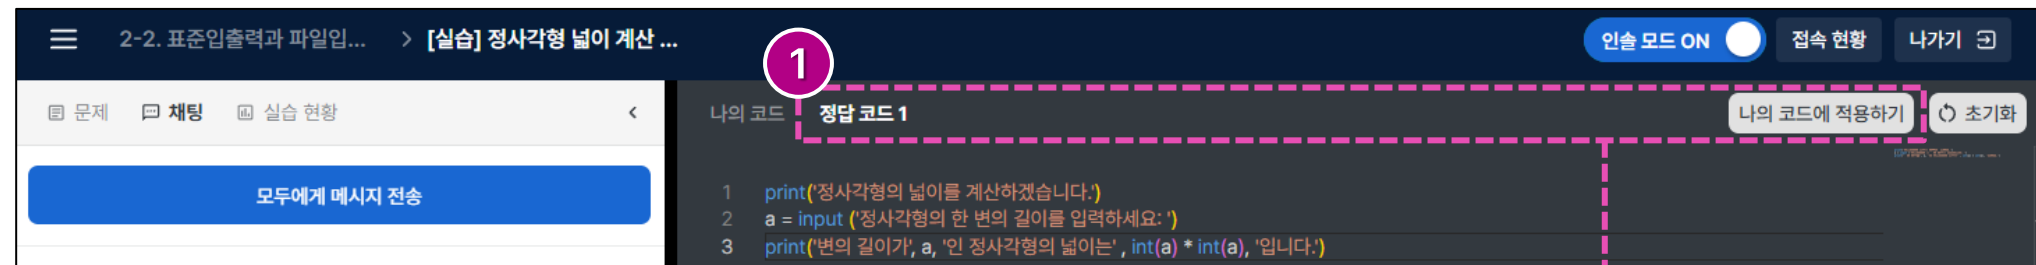 2-2. 표준입출력과 파일입... > [실습] 정사각형 넓이 계산 ...
인솔 모드 ON 접속 현황 나가기
1
문제 채팅 실습 현황 <
나의 코드 정답 코드 1 나의 코드에 적용하기 초기화
모두에게 메시지 전송
1 print('정사각형의 넓이를 계산하겠습니다.')
2 a = input ('정사각형의 한 변의 길이를 입력하세요: ')
3 print('변의 길이가', a, '인 정사각형의 넓이는' , int(a) * int(a), '입니다.')